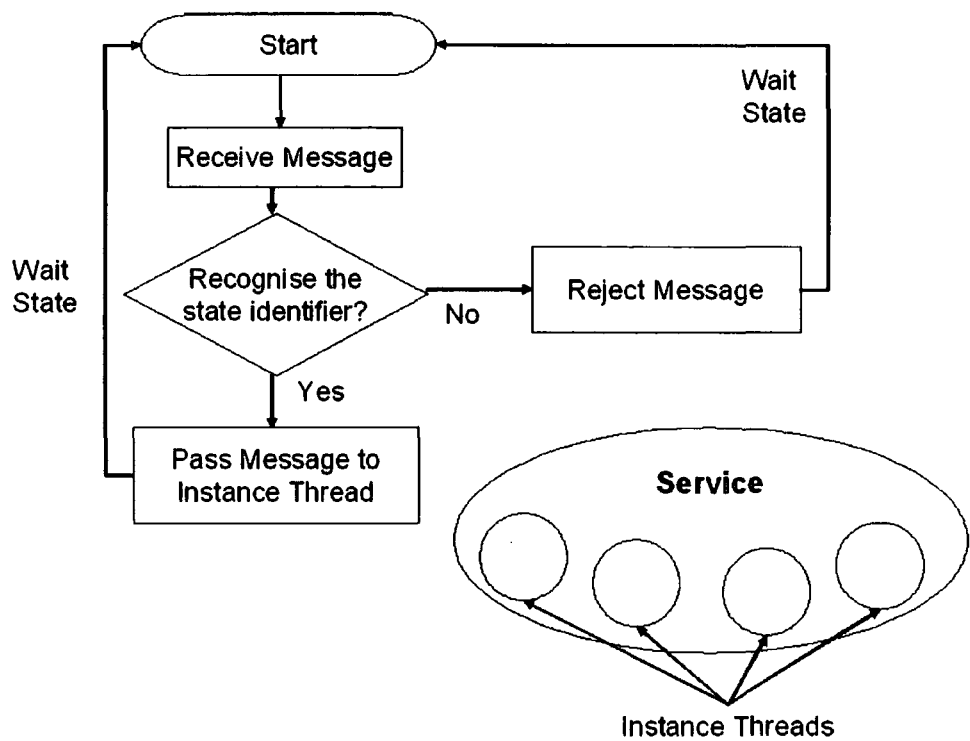 Start
Wait
State
Receive Message
Wait
State
Recognise the
state identifier?
No
Reject Message
Yes
Pass Message to
Instance Thread
Service
Instance Threads